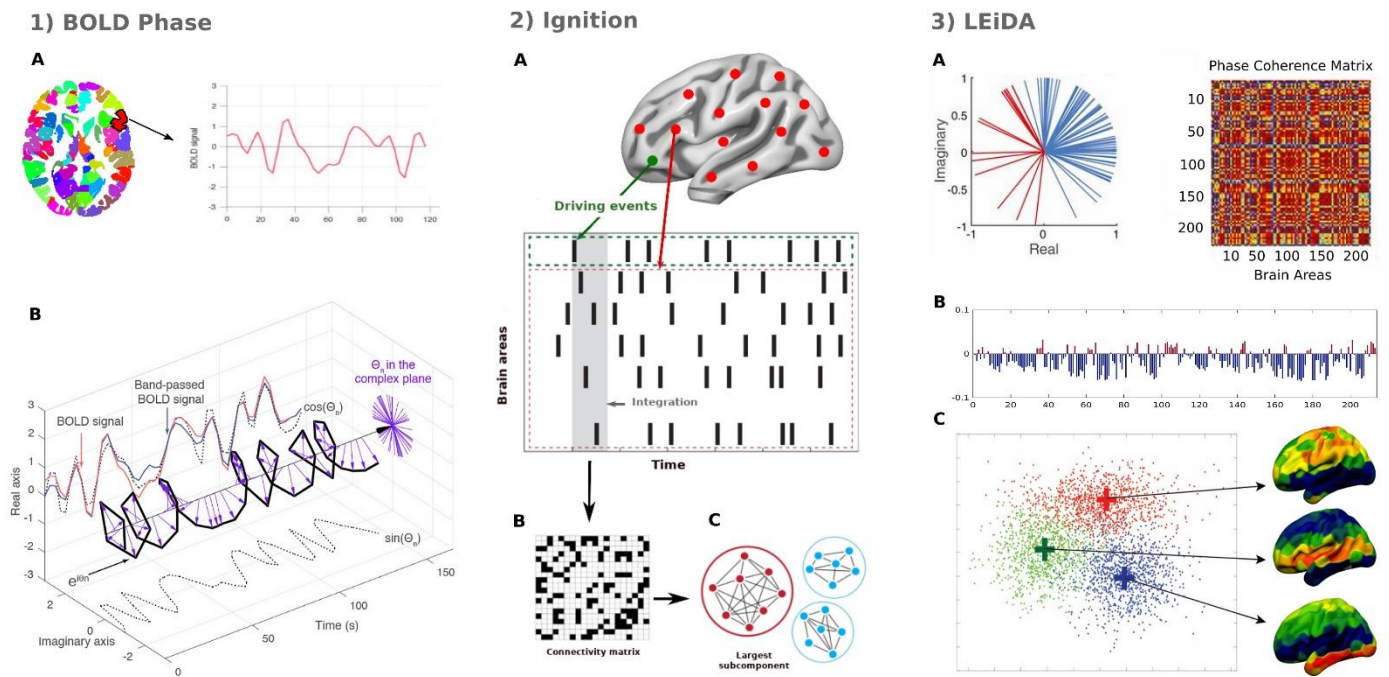 1) BOLD Phase
A
BOLD signal
3
2
1
0
-1
-2
-3
0 20 40 60 80 100 120
B
Θn in the
complex plane
Band-passed
BOLD signal
BOLD signal
cos(Θn)
sin(Θn)
e^iΘn
Real axis
3
2
1
0
-1
-2
-3
Imaginary axis
2
0
-2
Time (s)
0
50
100
150
2) Ignition
A
Driving events
Brain areas
Integration
Time
B
Connectivity matrix
C
Largest
subcomponent
3) LEiDA
A
Imaginary
1
0.5
0
-0.5
-1
-1 0 1
Real
Phase Coherence Matrix
10
50
100
150
200
10 50 100 150 200
Brain Areas
B
0.1
0
-0.1
0 20 40 60 80 100 120 140 160 180 200
C